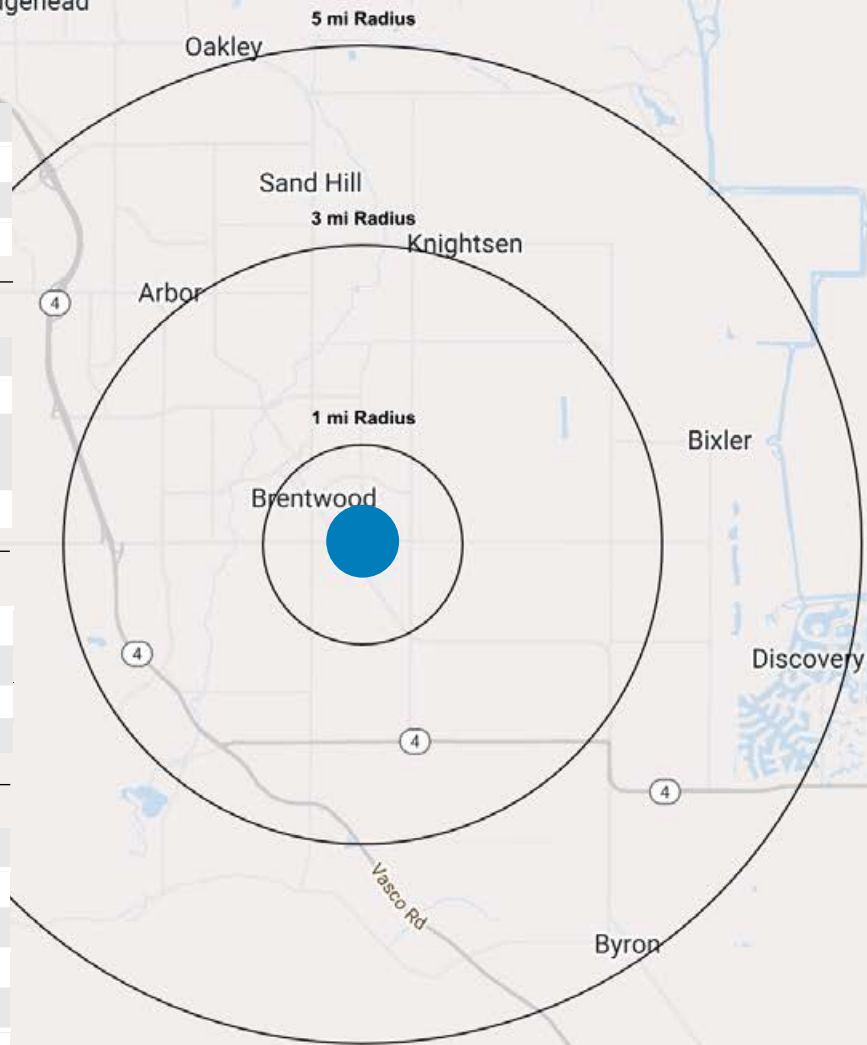 gehead
5 mi Radius
Oakley
Sand Hill
3 mi Radius
Knightsen
Arbor
4
1 mi Radius
Bixler
Brentwood
4
Discovery
4
4
Vasco Rd
Byron